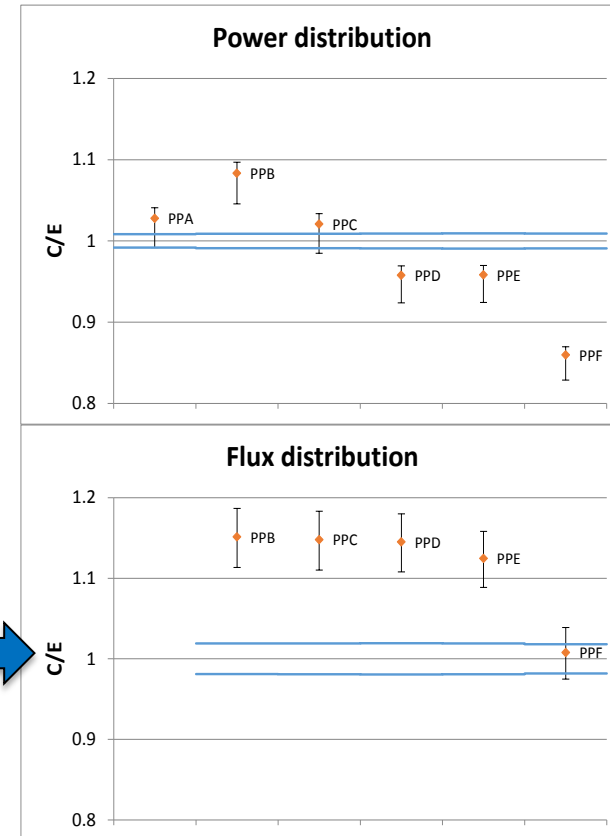 Power distribution
1.2
1.1
1
0.9
0.8
C/E
PPA
PPB
PPC
PPD
PPE
PPF
Flux distribution
1.2
1.1
1
0.9
0.8
C/E
PPB
PPC
PPD
PPE
PPF